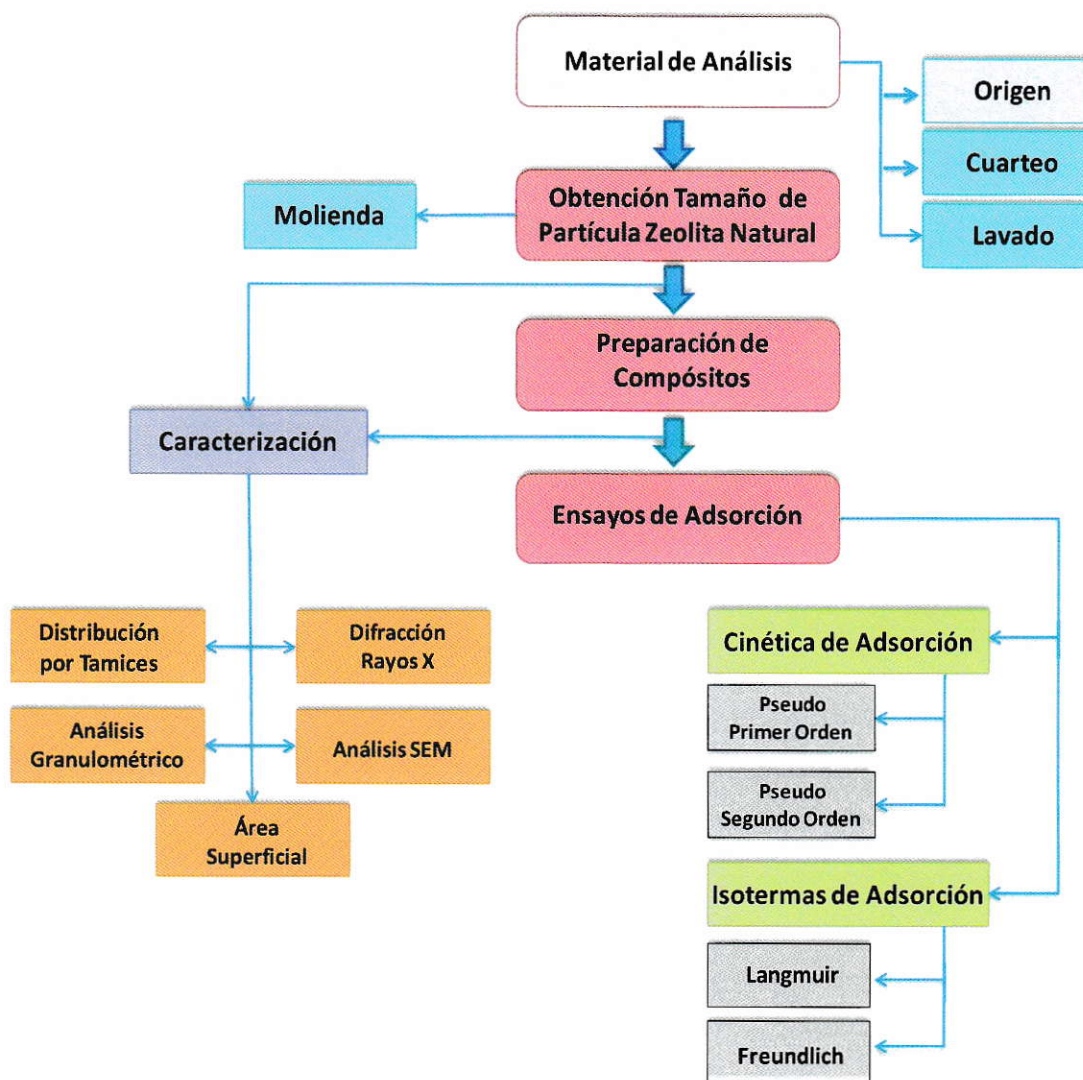 Material de Análisis
Origen
Cuarteo
Lavado
Obtención Tamaño de
Partícula Zeolita Natural
Molienda
Preparación de
Compósitos
Caracterización
Ensayos de Adsorción
Distribución
por Tamices
Difracción
Rayos X
Análisis
Granulométrico
Análisis SEM
Área
Superficial
Cinética de Adsorción
Pseudo
Primer Orden
Pseudo
Segundo Orden
Isotermas de Adsorción
Langmuir
Freundlich